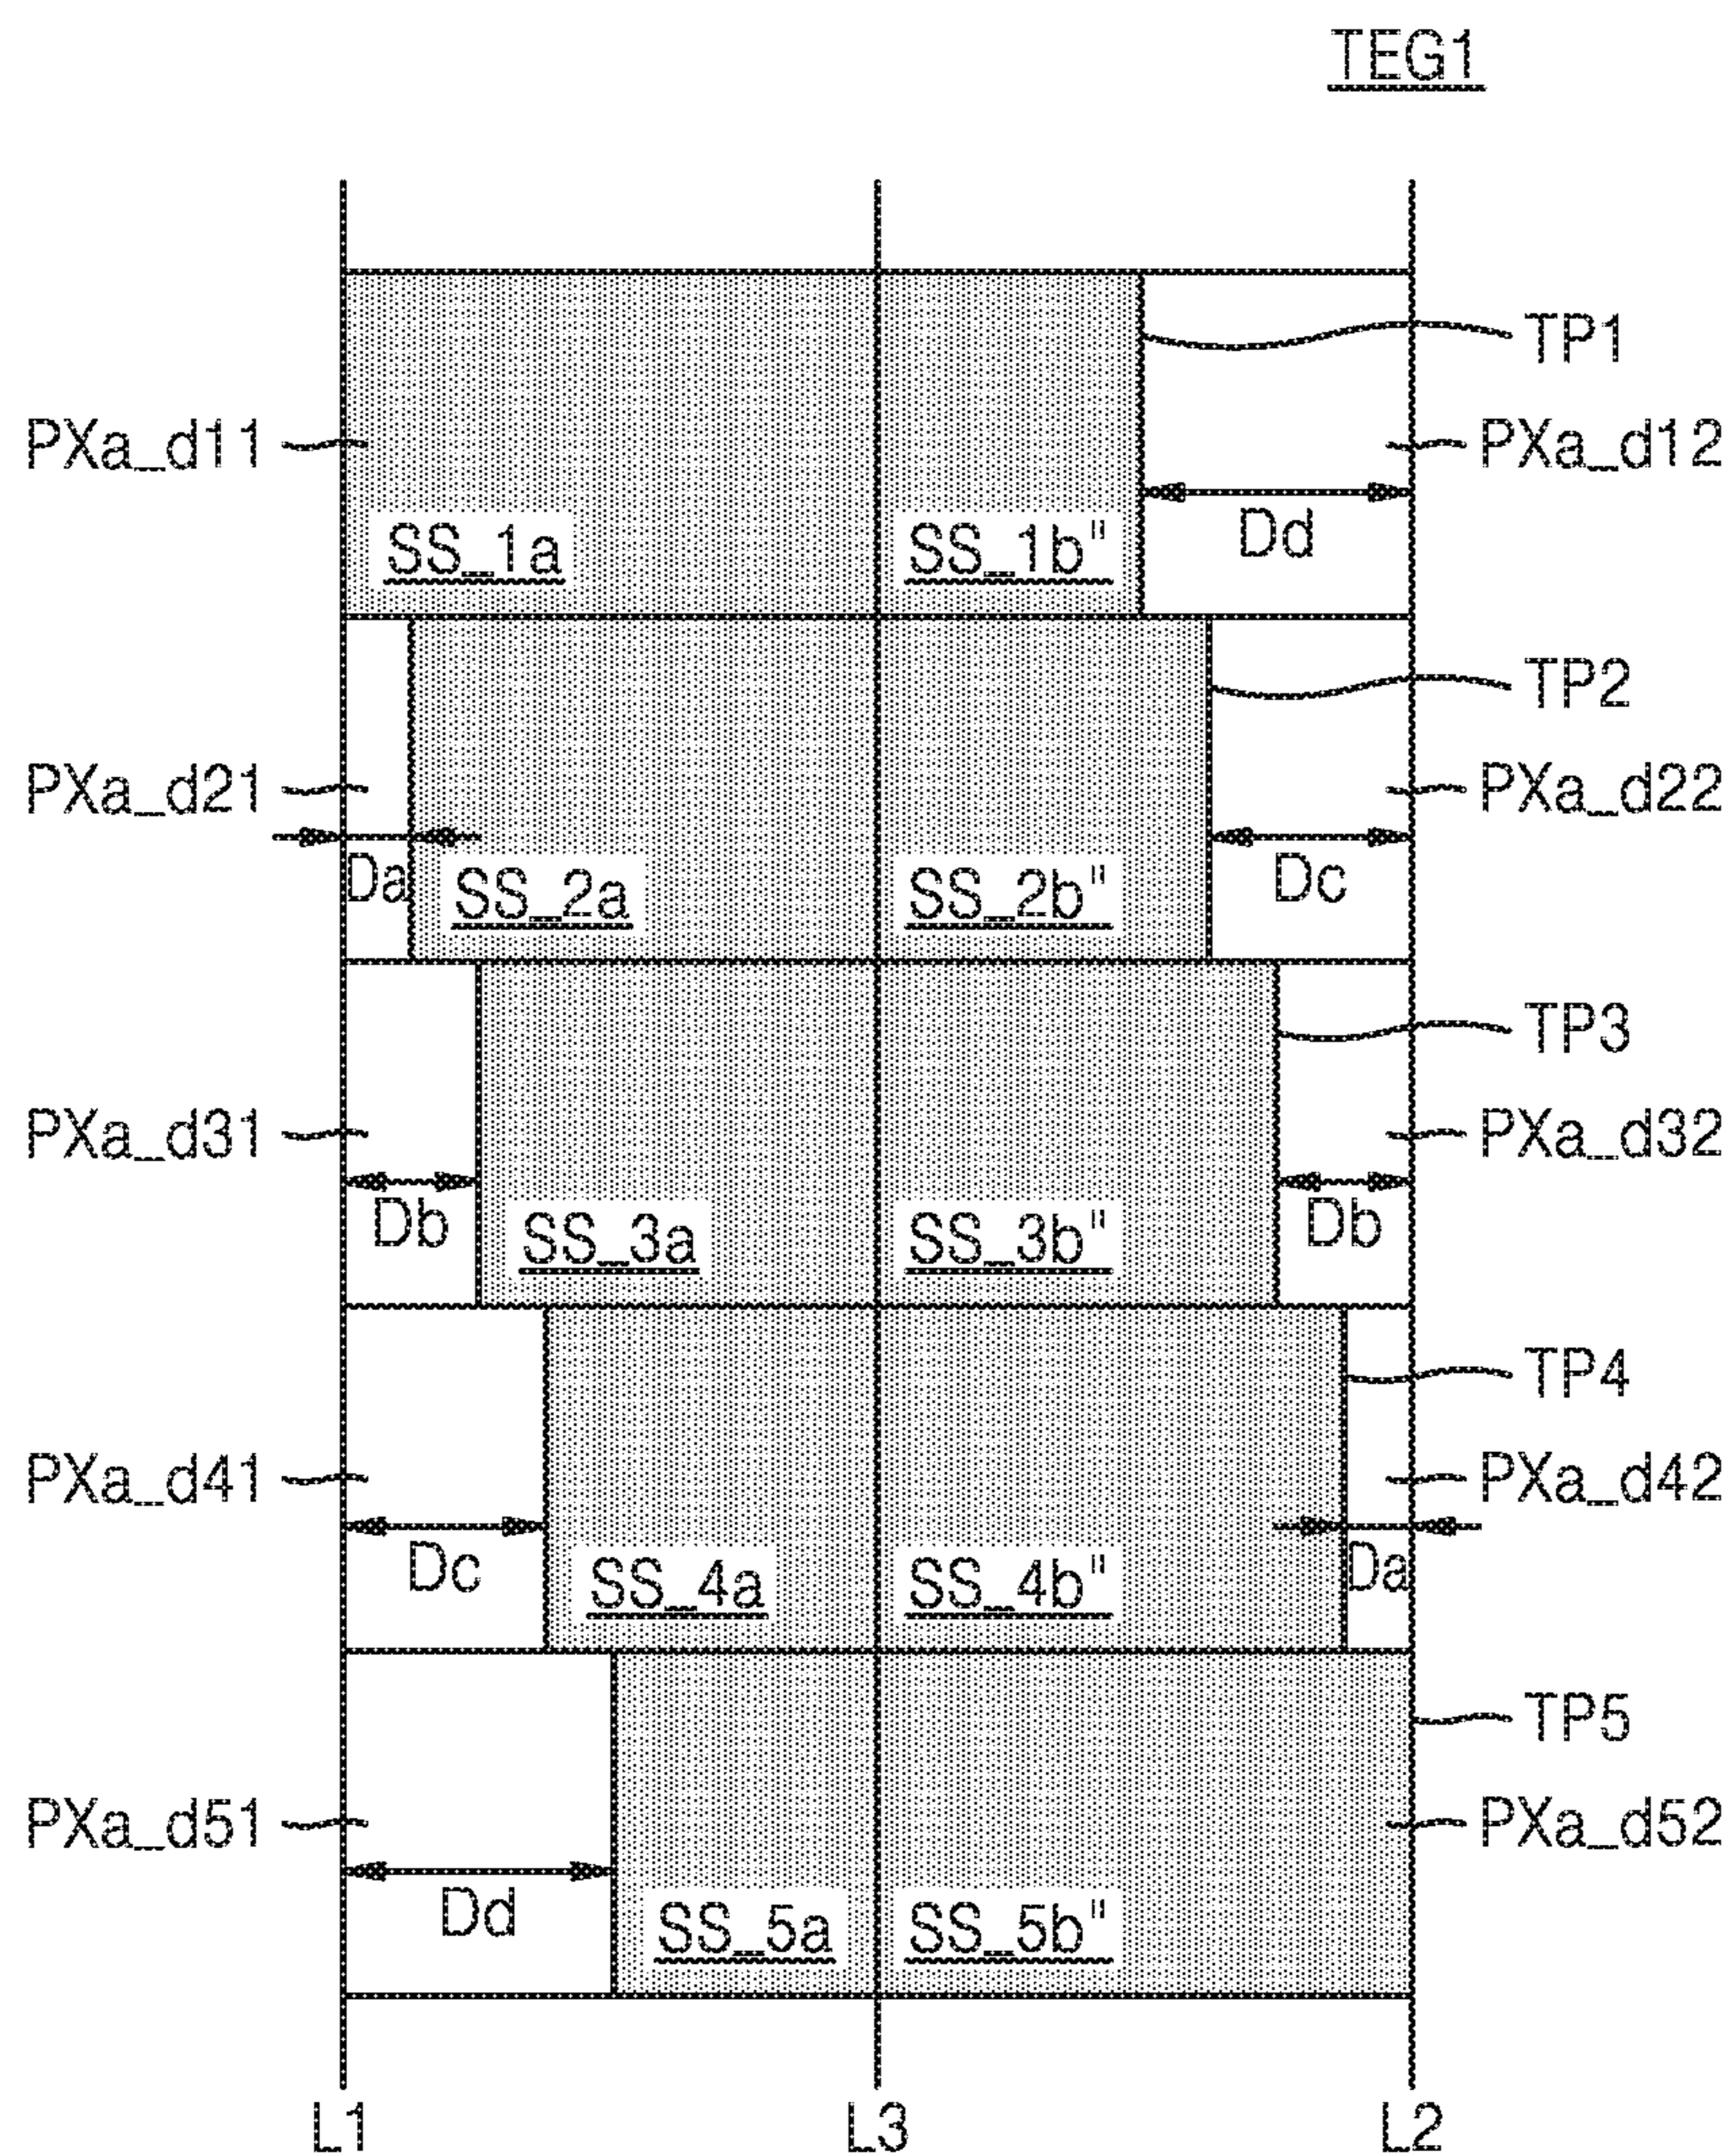 TEG1
TP1
PXa_d11
PXa_d12
SS_1a
SS_1b"
Dd
TP2
PXa_d21
PXa_d22
Da
SS_2a
SS_2b"
Dc
TP3
PXa_d31
PXa_d32
Db
SS_3a
SS_3b"
Db
TP4
PXa_d41
PXa_d42
Dc
SS_4a
SS_4b"
Da
TP5
PXa_d51
PXa_d52
Dd
SS_5a
SS_5b"
L1
L3
L2